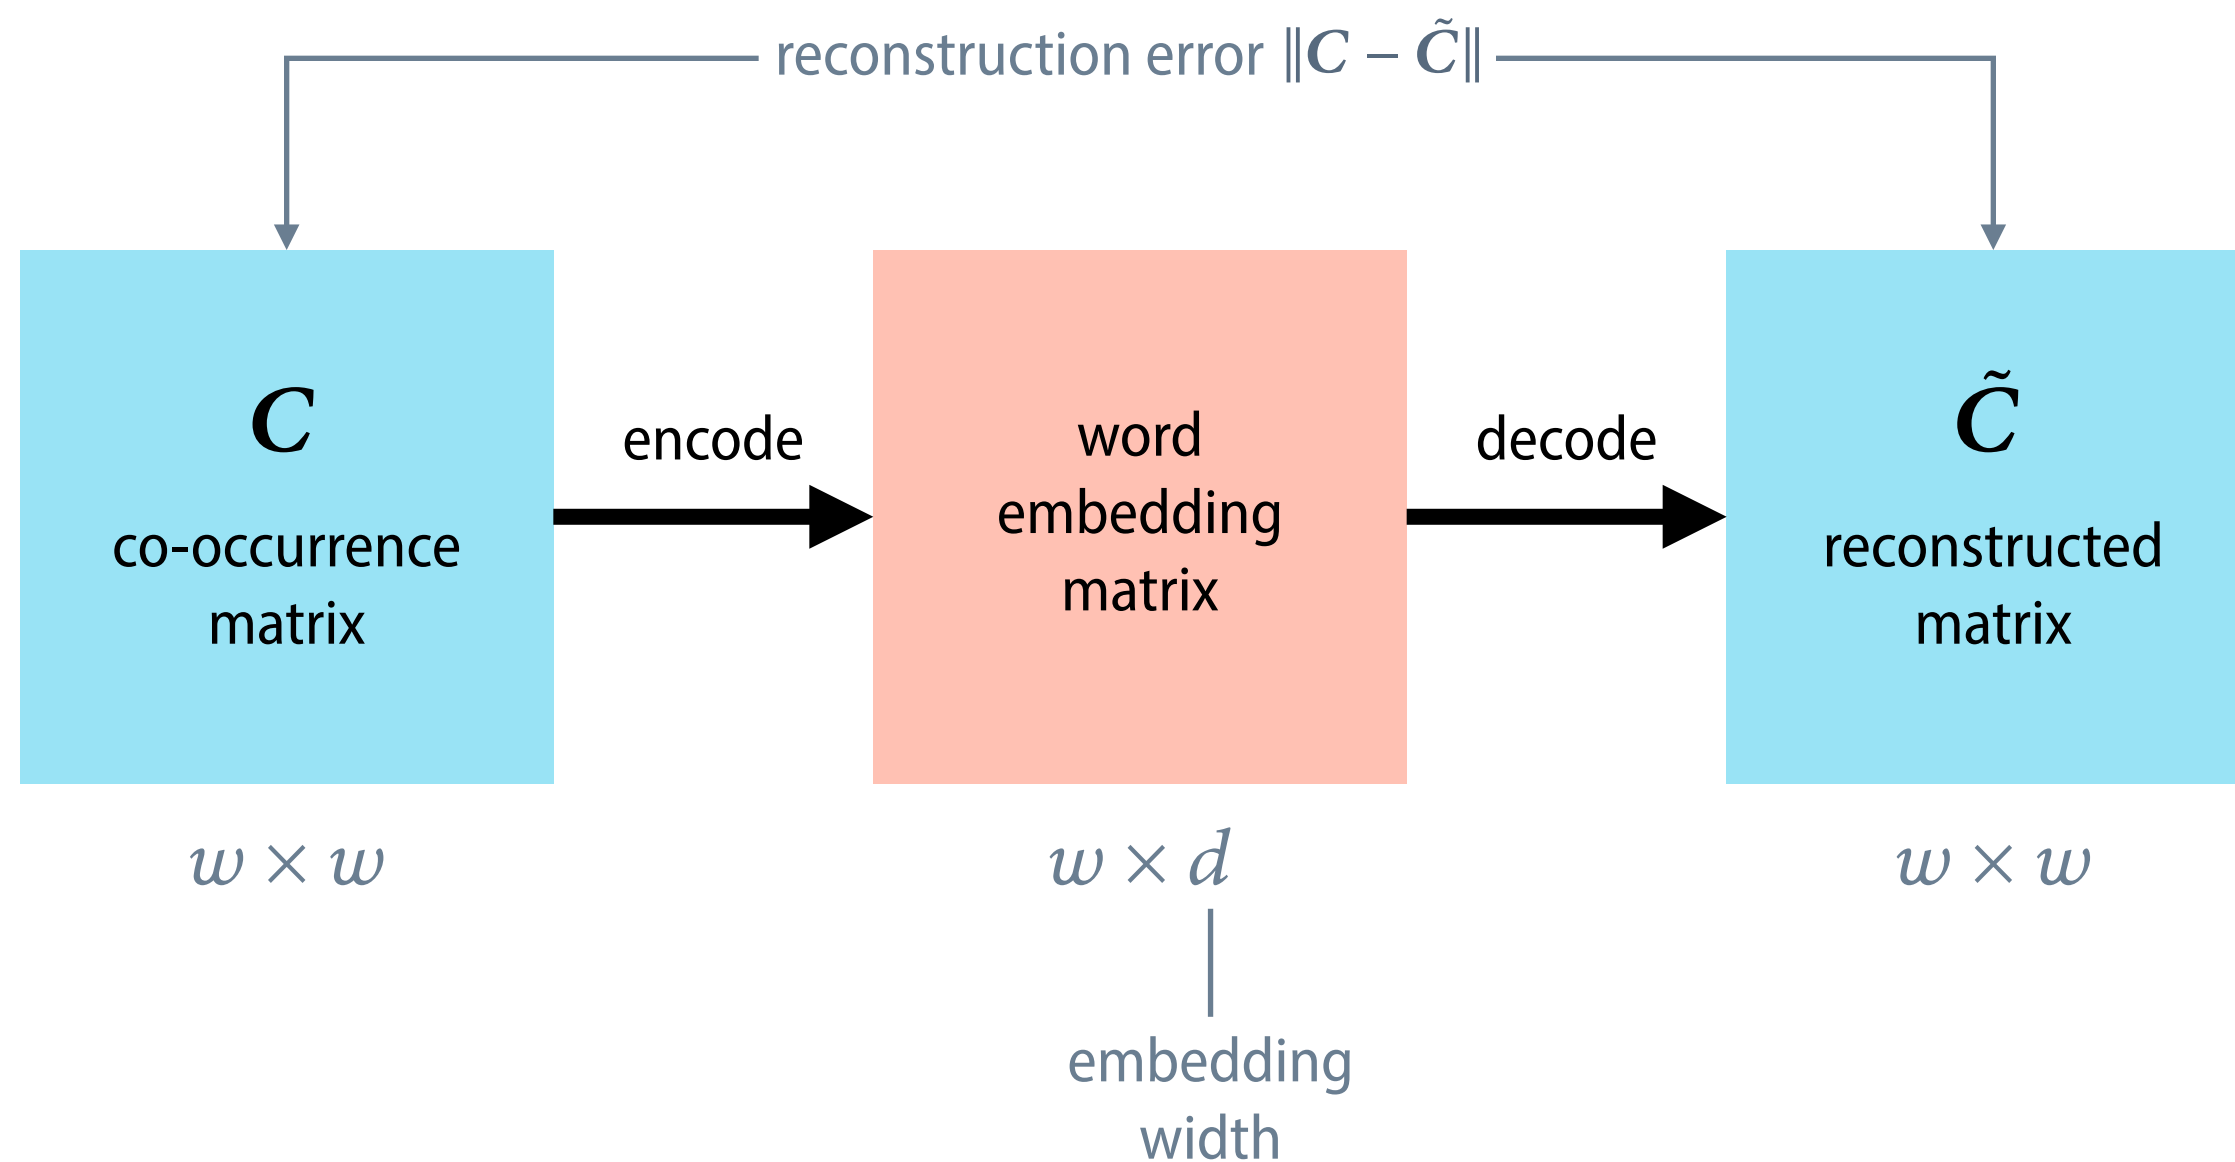 reconstruction error ‖C − C̃‖
C
co-occurrence
matrix
encode
word
embedding
matrix
decode
C̃
reconstructed
matrix
w × w
w × d
w × w
embedding
width